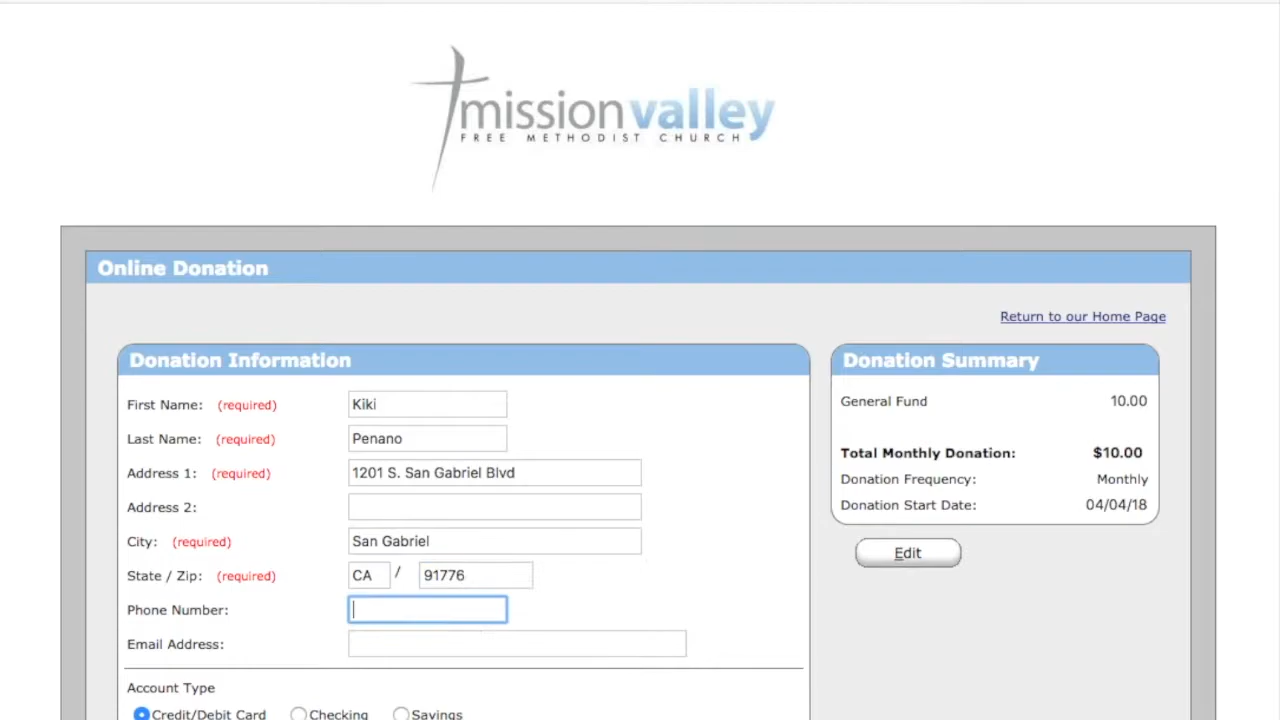 missionvalley
FREE METHODIST CHURCH
Online Donation
Return to our Home Page
Donation Information
First Name: (required) Kiki
Last Name: (required) Penano
Address 1: (required) 1201 S. San Gabriel Blvd
Address 2:
City: (required) San Gabriel
State / Zip: (required) CA / 91776
Phone Number:
Email Address:
Account Type
Credit/Debit Card Checking Savings
Donation Summary
General Fund 10.00
Total Monthly Donation: $10.00
Donation Frequency: Monthly
Donation Start Date: 04/04/18
Edit